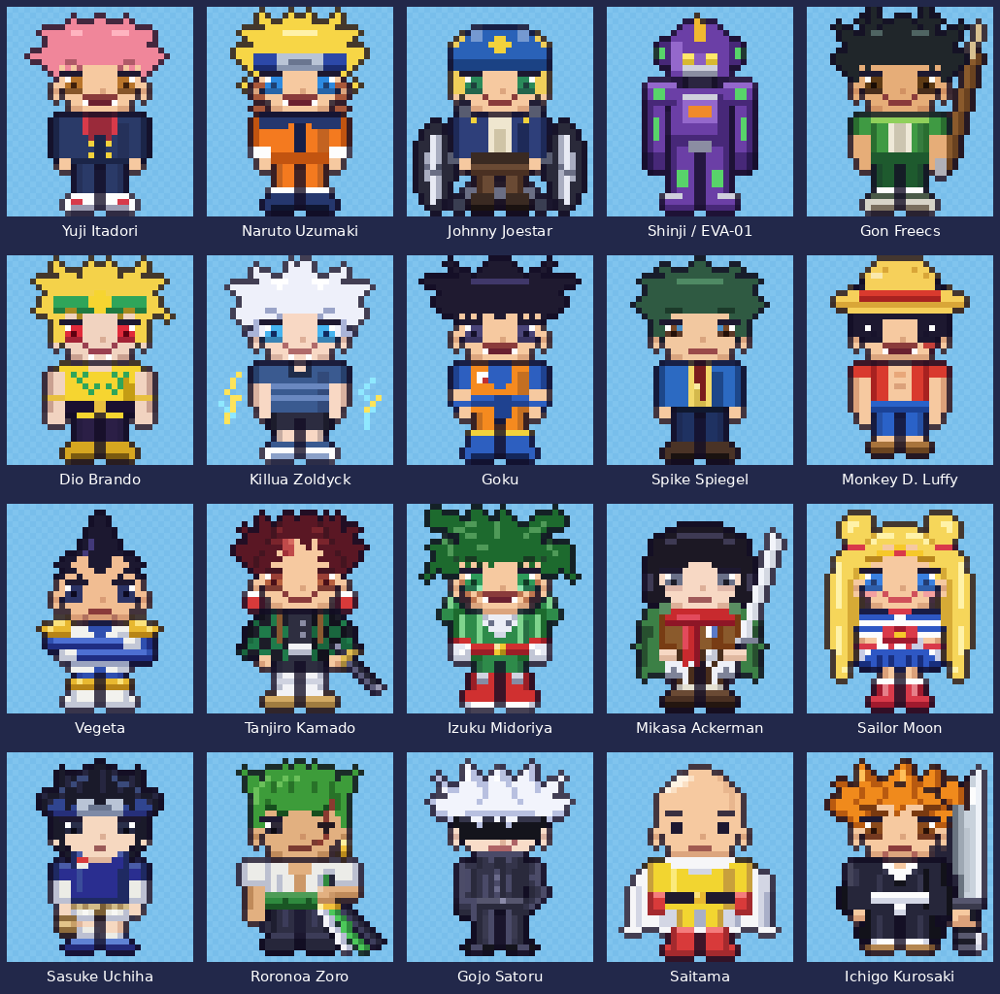 Yuji Itadori
Naruto Uzumaki
Johnny Joestar
Shinji / EVA-01
Gon Freecs
Dio Brando
Killua Zoldyck
Goku
Spike Spiegel
Monkey D. Luffy
Vegeta
Tanjiro Kamado
Izuku Midoriya
Mikasa Ackerman
Sailor Moon
Sasuke Uchiha
Roronoa Zoro
Gojo Satoru
Saitama
Ichigo Kurosaki